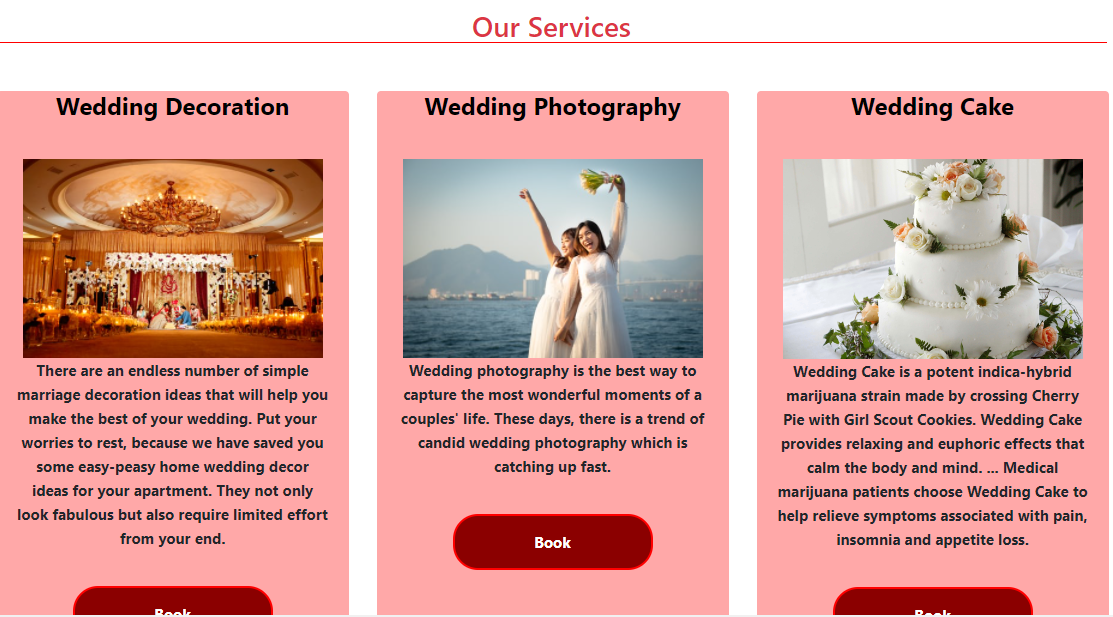 Our Services
Wedding Decoration
There are an endless number of simple
marriage decoration ideas that will help you
make the best of your wedding. Put your
worries to rest, because we have saved you
some easy-peasy home wedding decor
ideas for your apartment. They not only
look fabulous but also require limited effort
from your end.
Book
Wedding Photography
Wedding photography is the best way to
capture the most wonderful moments of a
couples' life. These days, there is a trend of
candid wedding photography which is
catching up fast.
Book
Wedding Cake
Wedding Cake is a potent indica-hybrid
marijuana strain made by crossing Cherry
Pie with Girl Scout Cookies. Wedding Cake
provides relaxing and euphoric effects that
calm the body and mind. ... Medical
marijuana patients choose Wedding Cake to
help relieve symptoms associated with pain,
insomnia and appetite loss.
Book